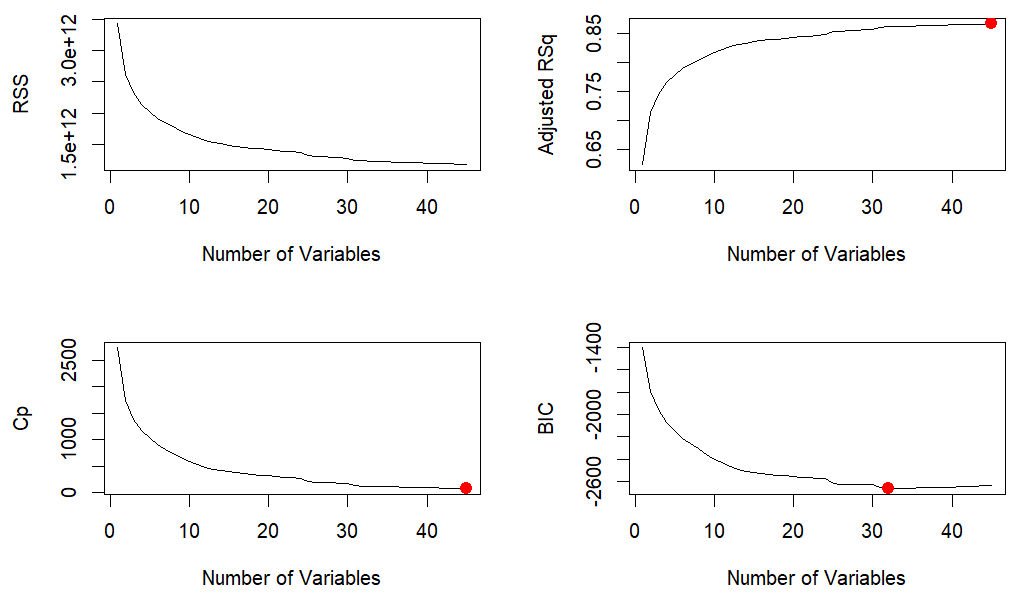 RSS
1.5e+12 3.0e+12
0 10 20 30 40
Number of Variables
Adjusted RSq
0.65 0.75 0.85
0 10 20 30 40
Number of Variables
Cp
0 1000 2500
0 10 20 30 40
Number of Variables
BIC
-2600 -2000 -1400
0 10 20 30 40
Number of Variables